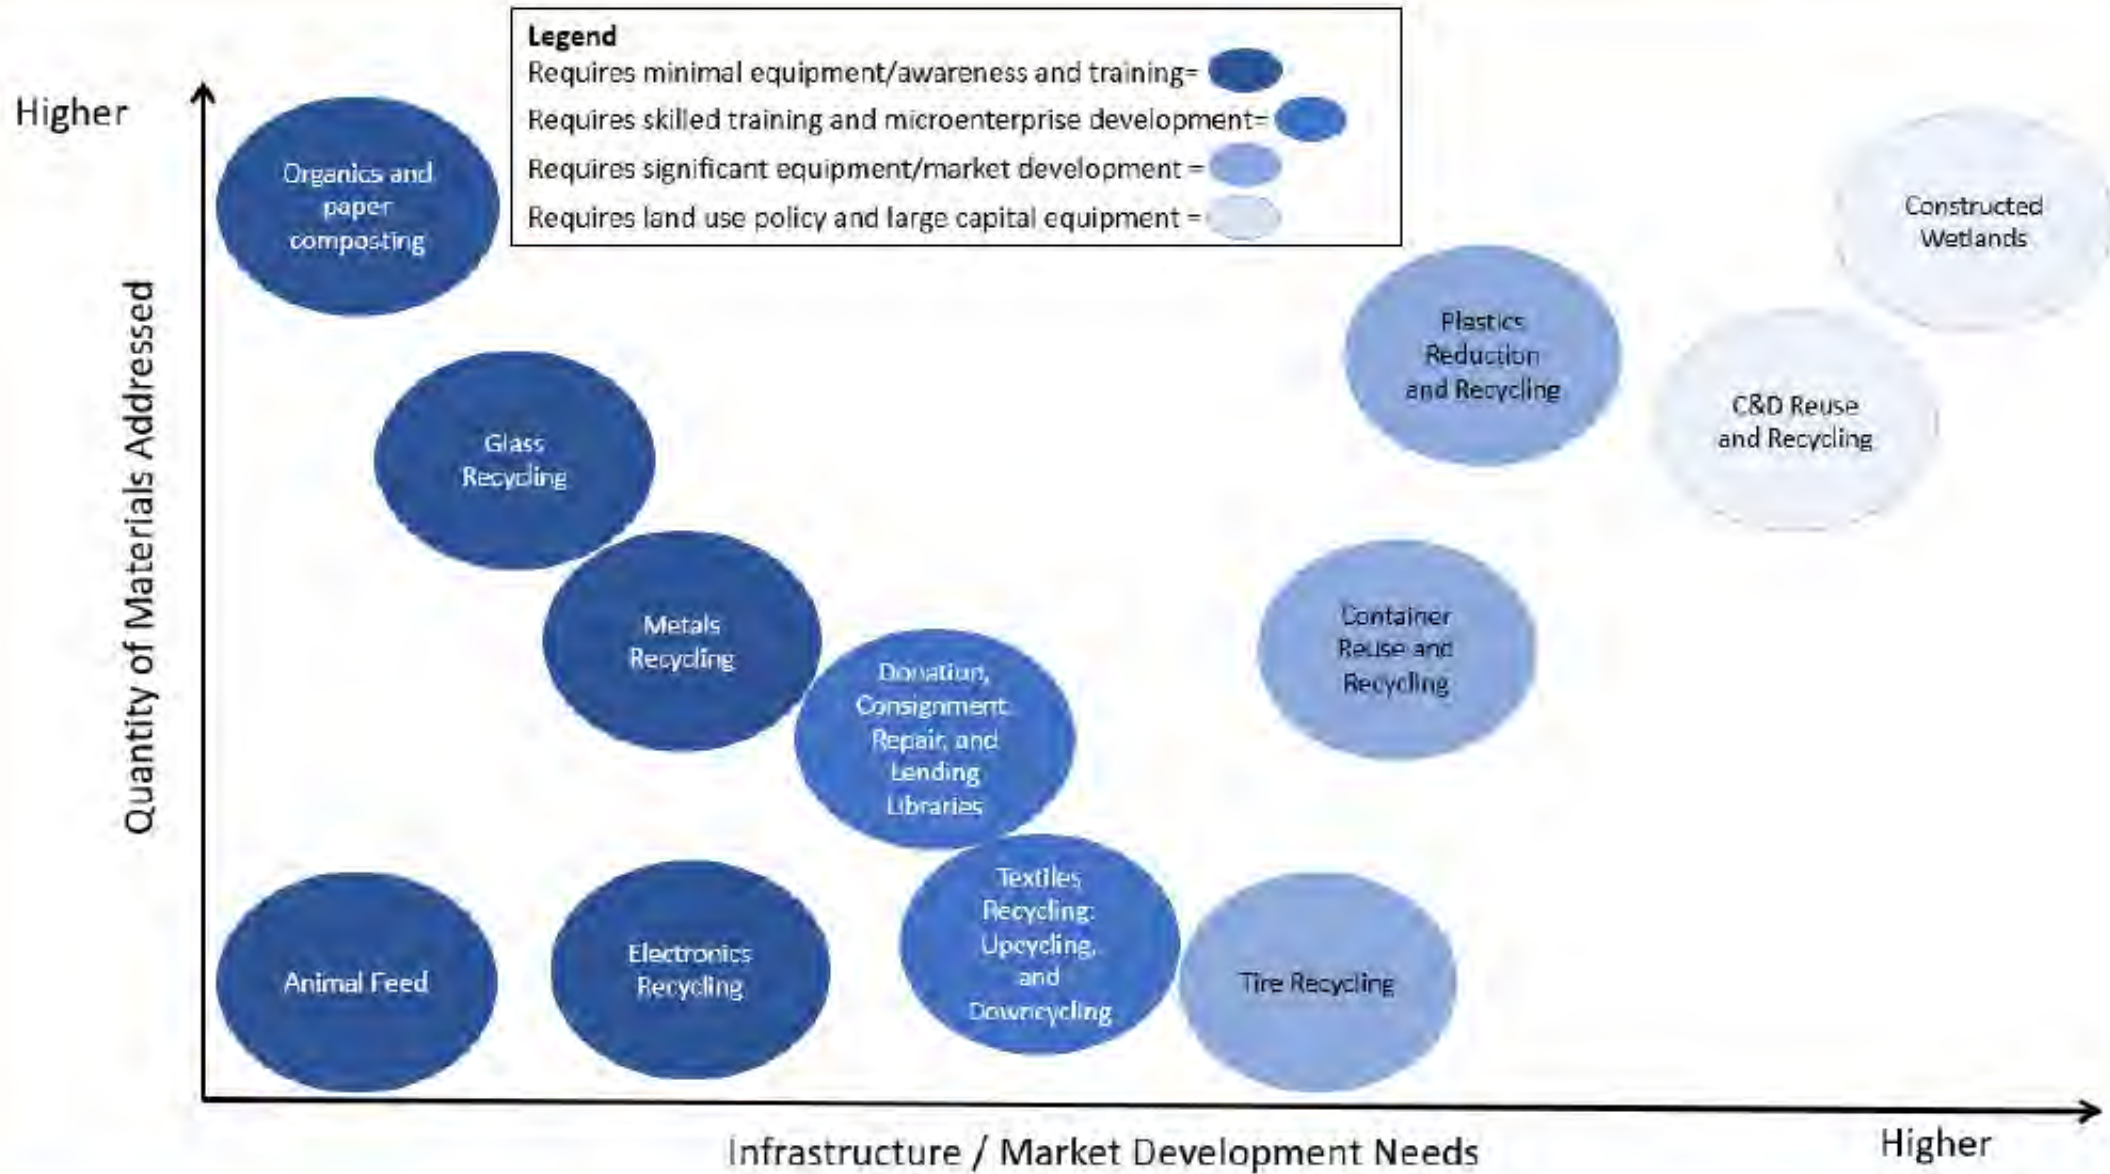 Legend
Requires minimal equipment/awareness and training=
Requires skilled training and microenterprise development=
Requires significant equipment/market development =
Requires land use policy and large capital equipment =
Higher
Quantity of Materials Addressed
Organics and
paper
composting
Constructed
Wetlands
Plastics
Reduction
and Recycling
C&D Reuse
and Recycling
Glass
Recycling
Metals
Recycling
Donation,
Consignment,
Repair, and
Lending
Libraries
Container
Reuse and
Recycling
Animal Feed
Electronics
Recycling
Textiles
Recycling:
Upcycling,
and
Downcycling
Tire Recycling
Infrastructure / Market Development Needs
Higher